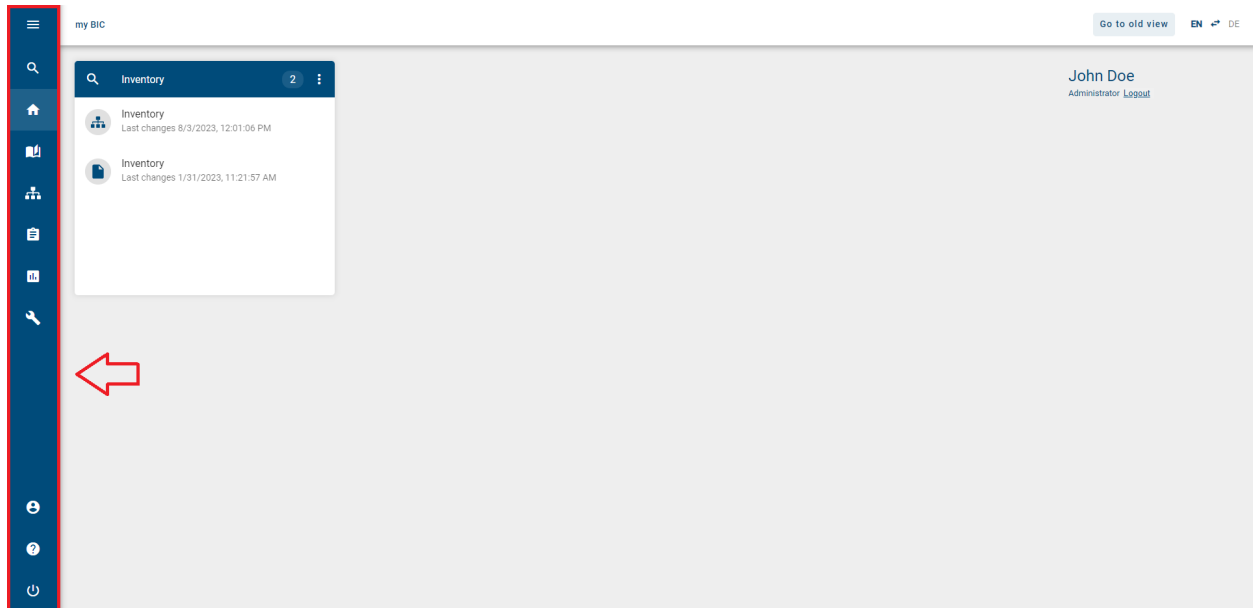 my BIC
Go to old view
EN DE
Inventory 2
Inventory
Last changes 8/3/2023, 12:01:06 PM
Inventory
Last changes 1/31/2023, 11:21:57 AM
John Doe
Administrator Logout